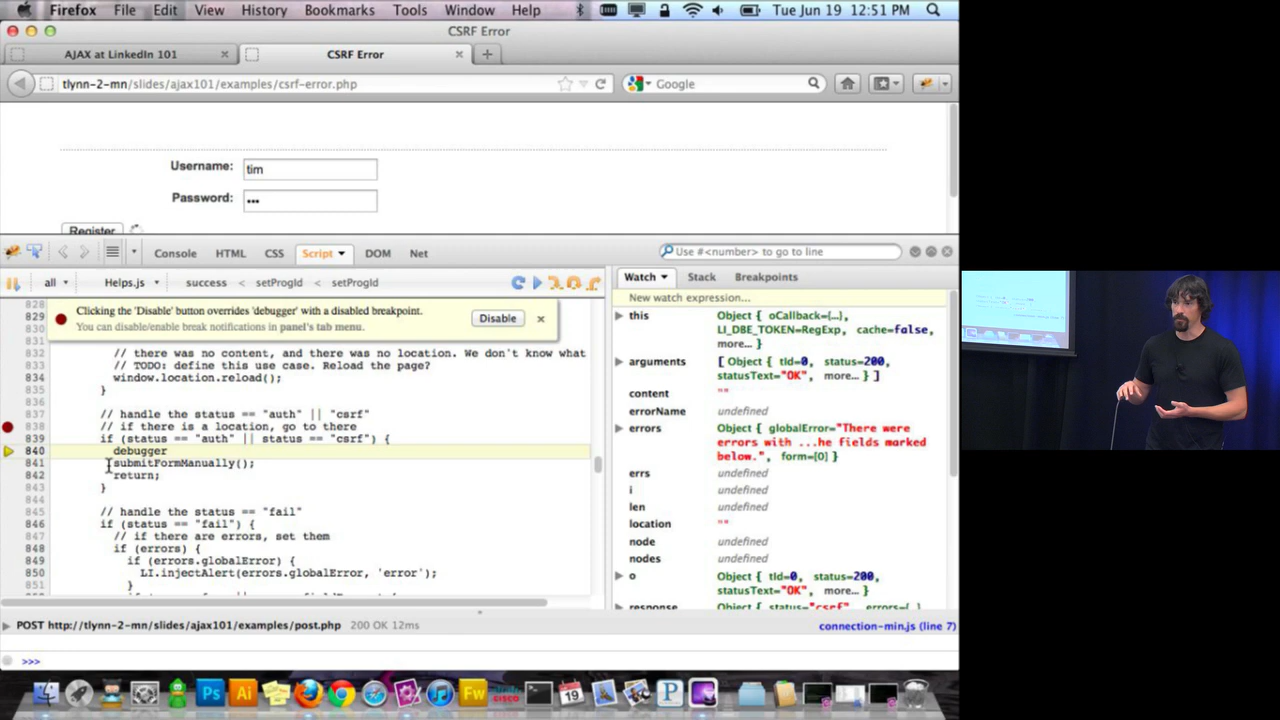 Firefox File Edit View History Bookmarks Tools Window Help Tue Jun 19 12:51 PM
CSRF Error
AJAX at LinkedIn 101 × CSRF Error × +
tlynn-2-mn/slides/ajax101/examples/csrf-error.php Google
Username: tim
Password: •••
Register
Console HTML CSS Script DOM Net Use #<number> to go to line
all Helps.js success < setProgId < setProgId
Watch Stack Breakpoints
New watch expression...
828
829
830
Clicking the 'Disable' button overrides 'debugger' with a disabled breakpoint.
You can disable/enable break notifications in panel's tab menu.
Disable ×
832 // there was no content, and there was no location. We don't know what
833 // TODO: define this use case. Reload the page?
834 window.location.reload();
835 }
836
837 // handle the status == "auth" || "csrf"
838 // if there is a location, go to there
839 if (status == "auth" || status == "csrf") {
840 debugger
841 submitFormManually();
842 return;
843 }
844
845 // handle the status == "fail"
846 if (status == "fail") {
847 // if there are errors, set them
848 if (errors) {
849 if (errors.globalError) {
850 LI.injectAlert(errors.globalError, 'error');
851 }
this Object { oCallback={...},
LI_DBE_TOKEN=RegExp, cache=false,
more... }
arguments [ Object { tId=0, status=200,
statusText="OK", more... } ]
content ""
errorName undefined
errors Object { globalError="There were
errors with ...he fields marked
below.", form=[0] }
errs undefined
i undefined
len undefined
location ""
node undefined
nodes undefined
o Object { tId=0, status=200,
statusText="OK", more... }
response Object { status="csrf", errors={
POST http://tlynn-2-mn/slides/ajax101/examples/post.php 200 OK 12ms connection-min.js (line 7)
>>>
Ps Ai Fw CISCO 19 P